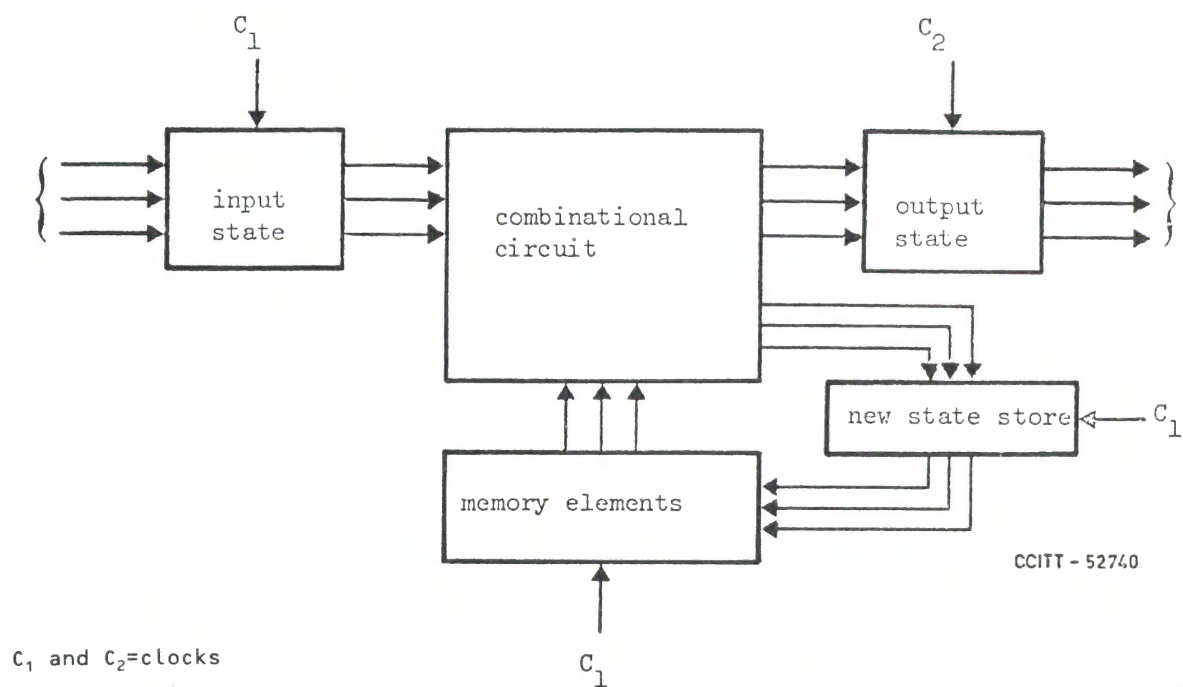 C₁
C₂
input
state
combinational
circuit
output
state
new state store
C₁
memory elements
CCITT - 52740
C₁ and C₂=clocks
C₁